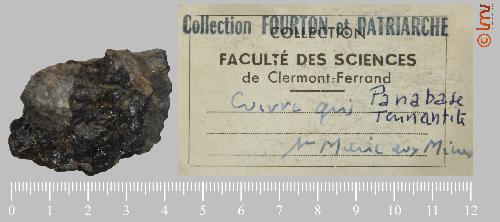 Collection FOURTON et PATRIARCHE
COLLECTION
FACULTÉ DES SCIENCES
de Clermont-Ferrand
Cuivre gris Panabase
Tennantite
Ste Marie aux Mines
© lmv
0 1 2 3 4 5 6 7 8 9 10 11 12